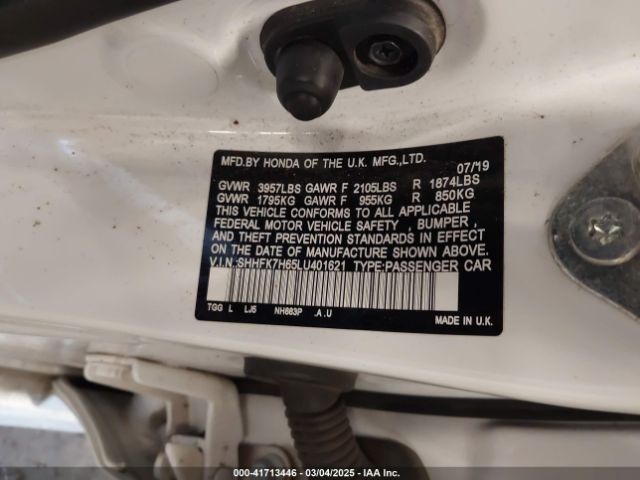 MFD.BY HONDA OF THE U.K. MFG.,LTD.
07/19
GVWR 3957LBS GAWR F 2105LBS R 1874LBS
GVWR 1795KG GAWR F 955KG R 850KG
THIS VEHICLE CONFORMS TO ALL APPLICABLE
FEDERAL MOTOR VEHICLE SAFETY , BUMPER ,
AND THEFT PREVENTION STANDARDS IN EFFECT
ON THE DATE OF MANUFACTURE SHOWN ABOVE.
V.I.N.:SHHFK7H65LU401621 TYPE:PASSENGER CAR
TGG L LJ5 NH883P .A.U
MADE IN U.K.
000-41713446 - 03/04/2025 - IAA Inc.